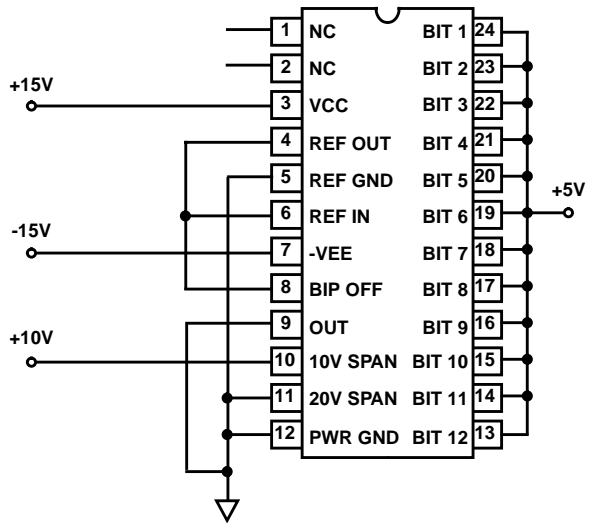 1 NC BIT 1 24
2 NC BIT 2 23
+15V 3 VCC BIT 3 22
4 REF OUT BIT 4 21
5 REF GND BIT 5 20
6 REF IN BIT 6 19 +5V
-15V 7 -VEE BIT 7 18
8 BIP OFF BIT 8 17
9 OUT BIT 9 16
+10V 10 10V SPAN BIT 10 15
11 20V SPAN BIT 11 14
12 PWR GND BIT 12 13